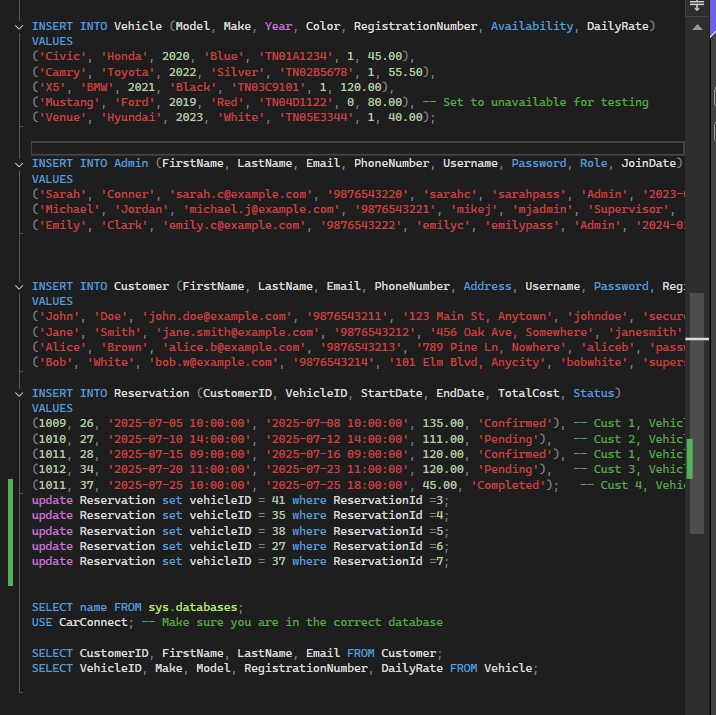 INSERT INTO Vehicle (Model, Make, Year, Color, RegistrationNumber, Availability, DailyRate)
VALUES
('Civic', 'Honda', 2020, 'Blue', 'TN01A1234', 1, 45.00),
('Camry', 'Toyota', 2022, 'Silver', 'TN02B5678', 1, 55.50),
('X5', 'BMW', 2021, 'Black', 'TN03C9101', 1, 120.00),
('Mustang', 'Ford', 2019, 'Red', 'TN04D1122', 0, 80.00), -- Set to unavailable for testing
('Venue', 'Hyundai', 2023, 'White', 'TN05E3344', 1, 40.00);
INSERT INTO Admin (FirstName, LastName, Email, PhoneNumber, Username, Password, Role, JoinDate)
VALUES
('Sarah', 'Conner', 'sarah.c@example.com', '9876543220', 'sarahc', 'sarahpass', 'Admin', '2023-
('Michael', 'Jordan', 'michael.j@example.com', '9876543221', 'mikej', 'mjadmin', 'Supervisor',
('Emily', 'Clark', 'emily.c@example.com', '9876543222', 'emilyc', 'emilypass', 'Admin', '2024-0
INSERT INTO Customer (FirstName, LastName, Email, PhoneNumber, Address, Username, Password, Regi
VALUES
('John', 'Doe', 'john.doe@example.com', '9876543211', '123 Main St, Anytown', 'johndoe', 'secur
('Jane', 'Smith', 'jane.smith@example.com', '9876543212', '456 Oak Ave, Somewhere', 'janesmith'
('Alice', 'Brown', 'alice.b@example.com', '9876543213', '789 Pine Ln, Nowhere', 'aliceb', 'pass
('Bob', 'White', 'bob.w@example.com', '9876543214', '101 Elm Blvd, Anycity', 'bobwhite', 'supers
INSERT INTO Reservation (CustomerID, VehicleID, StartDate, EndDate, TotalCost, Status)
VALUES
(1009, 26, '2025-07-05 10:00:00', '2025-07-08 10:00:00', 135.00, 'Confirmed'), -- Cust 1, Vehicl
(1010, 27, '2025-07-10 14:00:00', '2025-07-12 14:00:00', 111.00, 'Pending'),   -- Cust 2, Vehicl
(1011, 28, '2025-07-15 09:00:00', '2025-07-16 09:00:00', 120.00, 'Confirmed'), -- Cust 1, Vehicl
(1012, 34, '2025-07-20 11:00:00', '2025-07-23 11:00:00', 120.00, 'Pending'),   -- Cust 3, Vehicl
(1011, 37, '2025-07-25 10:00:00', '2025-07-25 18:00:00', 45.00, 'Completed');   -- Cust 4, Vehic
update Reservation set vehicleID = 41 where ReservationId =3;
update Reservation set vehicleID = 35 where ReservationId =4;
update Reservation set vehicleID = 38 where ReservationId =5;
update Reservation set vehicleID = 27 where ReservationId =6;
update Reservation set vehicleID = 37 where ReservationId =7;
SELECT name FROM sys.databases;
USE CarConnect; -- Make sure you are in the correct database
SELECT CustomerID, FirstName, LastName, Email FROM Customer;
SELECT VehicleID, Make, Model, RegistrationNumber, DailyRate FROM Vehicle;